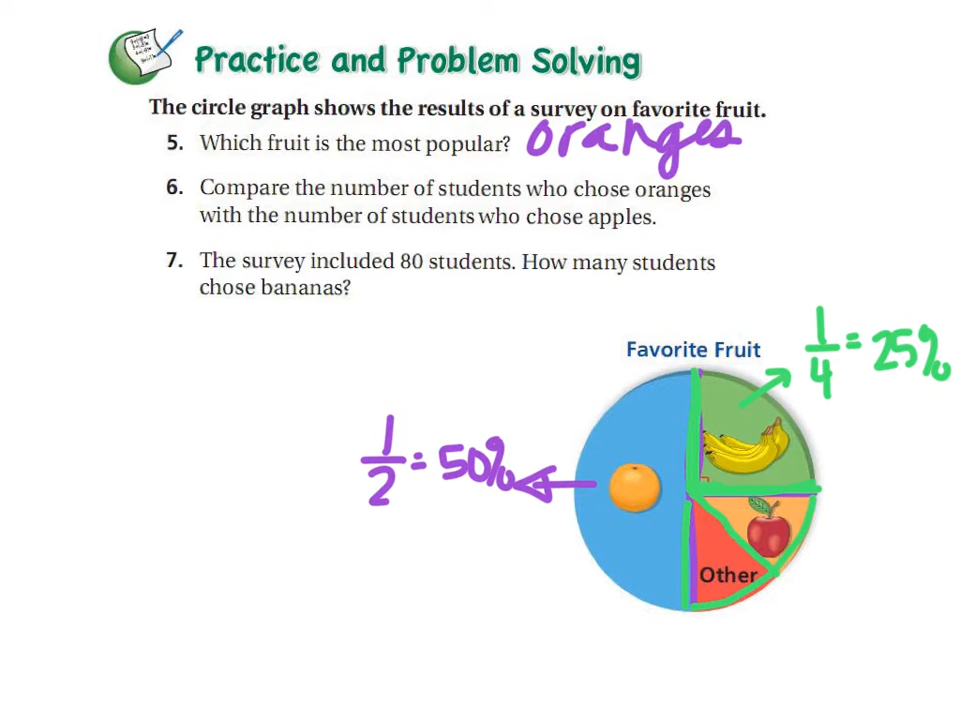 Practice and Problem Solving
The circle graph shows the results of a survey on favorite fruit.
5. Which fruit is the most popular? oranges
6. Compare the number of students who chose oranges
with the number of students who chose apples.
7. The survey included 80 students. How many students
chose bananas?
Favorite Fruit
1/4 = 25%
1/2 = 50%
Other